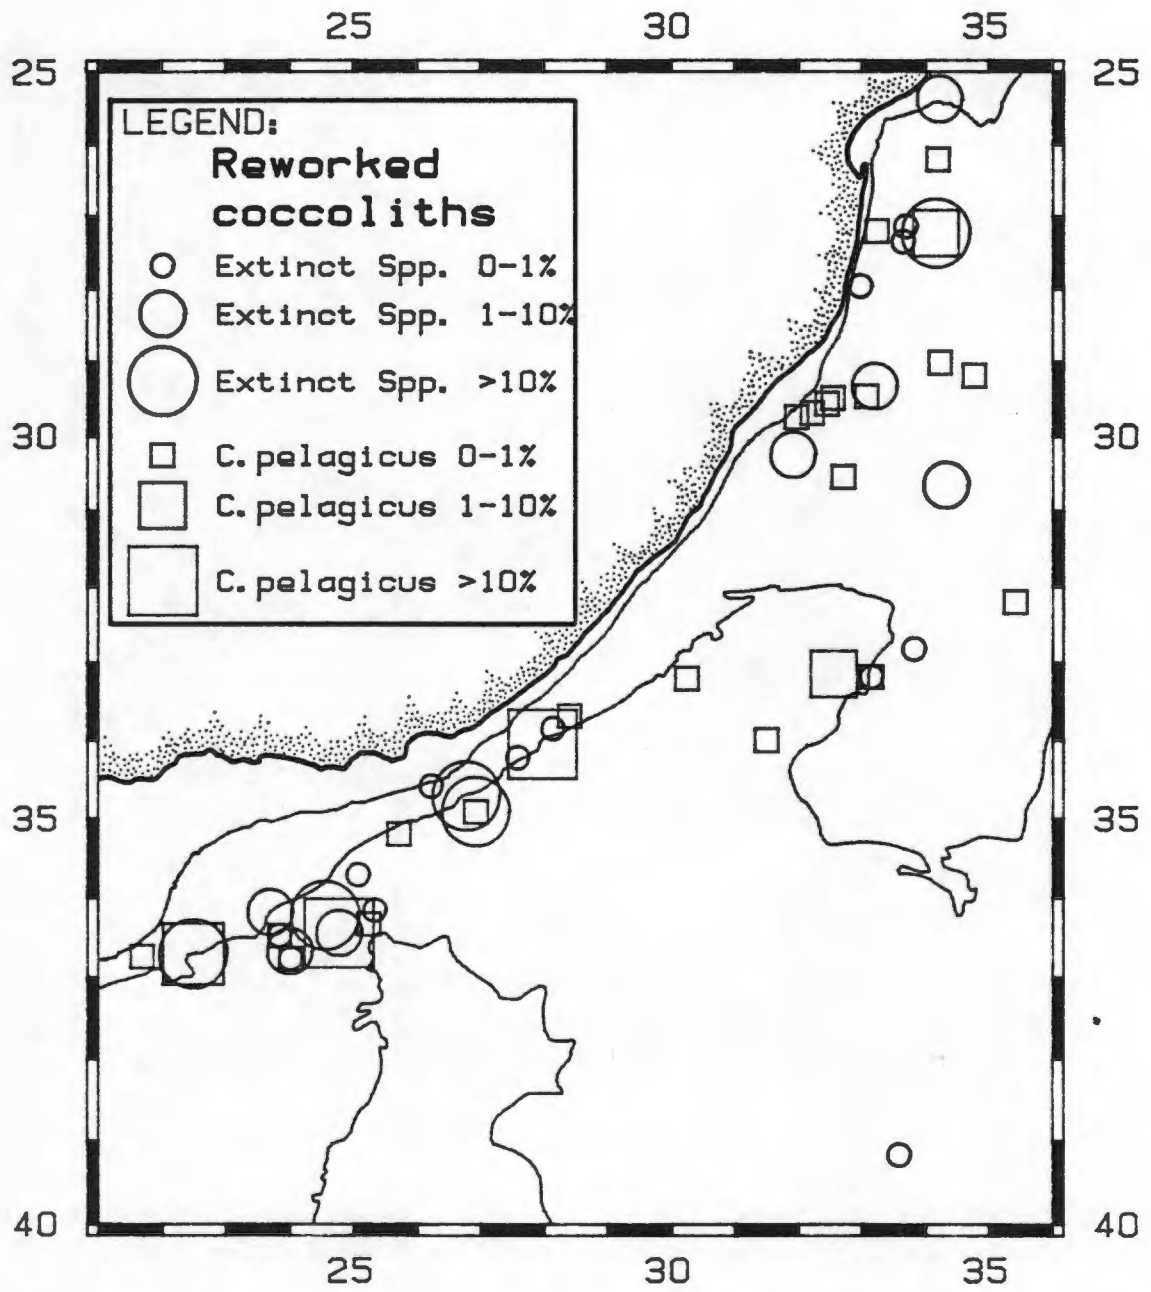 25 30 35
25 25
LEGEND:
Reworked
coccoliths
Extinct Spp. 0-1%
Extinct Spp. 1-10%
Extinct Spp. >10%
30 30
C.pelagicus 0-1%
C.pelagicus 1-10%
C.pelagicus >10%
35 35
40 40
25 30 35